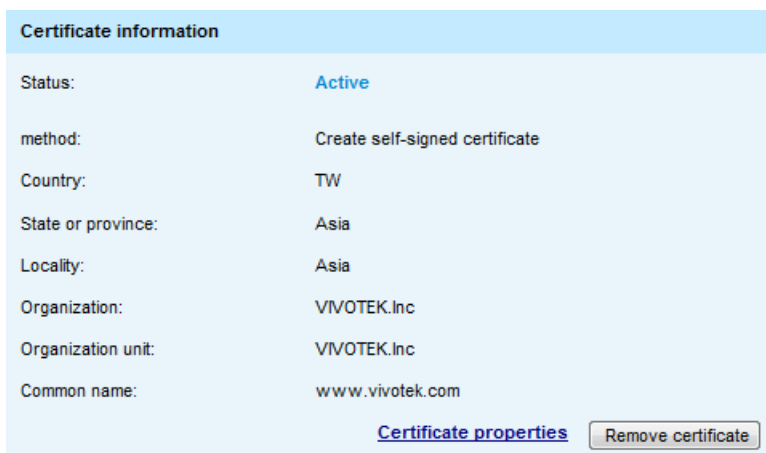 Certificate information
Status: Active
method: Create self-signed certificate
Country: TW
State or province: Asia
Locality: Asia
Organization: VIVOTEK.Inc
Organization unit: VIVOTEK.Inc
Common name: www.vivotek.com
Certificate properties Remove certificate